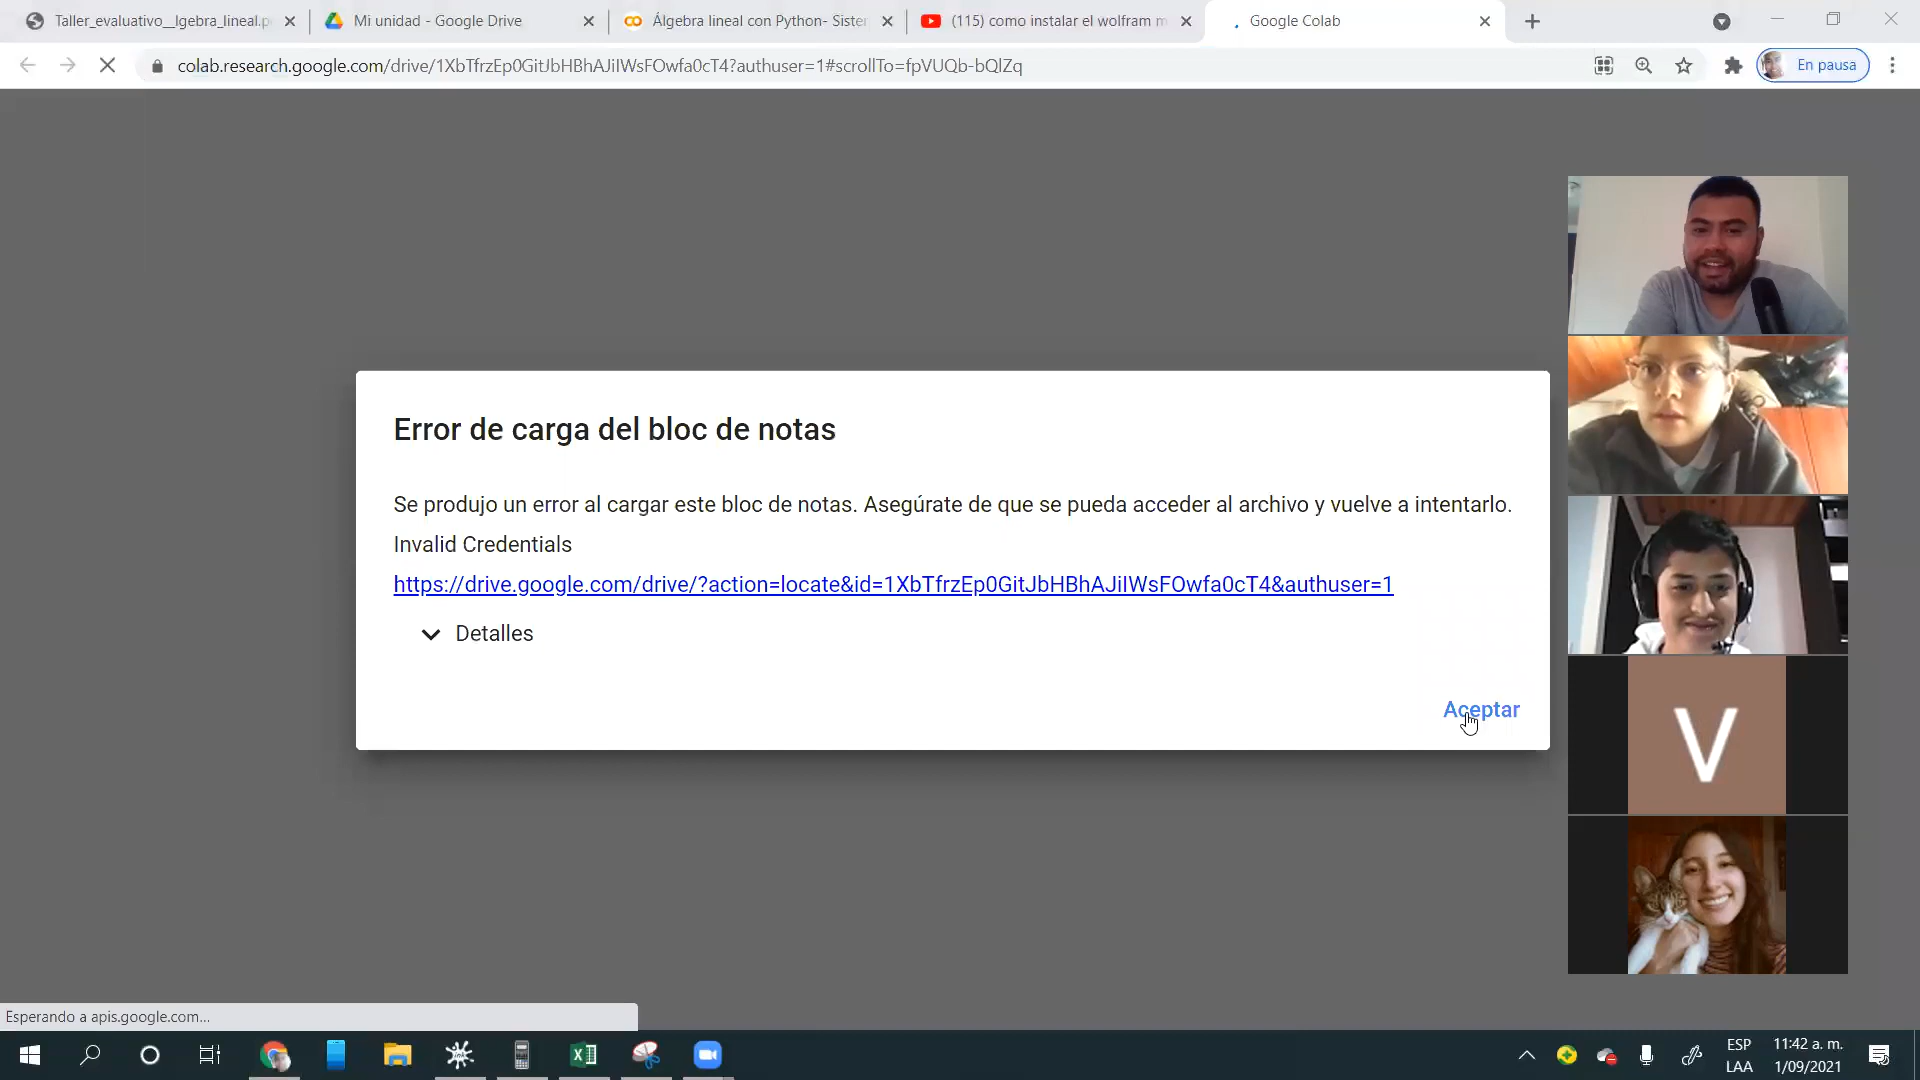 Taller_evaluativo__lgebra_lineal.p
Mi unidad - Google Drive
Álgebra lineal con Python- Sister
(115) como instalar el wolfram m
Google Colab
colab.research.google.com/drive/1XbTfrzEp0GitJbHBhAJiIWsFOwfa0cT4?authuser=1#scrollTo=fpVUQb-bQlZq
En pausa
Error de carga del bloc de notas
Se produjo un error al cargar este bloc de notas. Asegúrate de que se pueda acceder al archivo y vuelve a intentarlo.
Invalid Credentials
https://drive.google.com/drive/?action=locate&id=1XbTfrzEp0GitJbHBhAJiIWsFOwfa0cT4&authuser=1
Detalles
Aceptar
V
Esperando a apis.google.com...
ESP
LAA
11:42 a. m.
1/09/2021